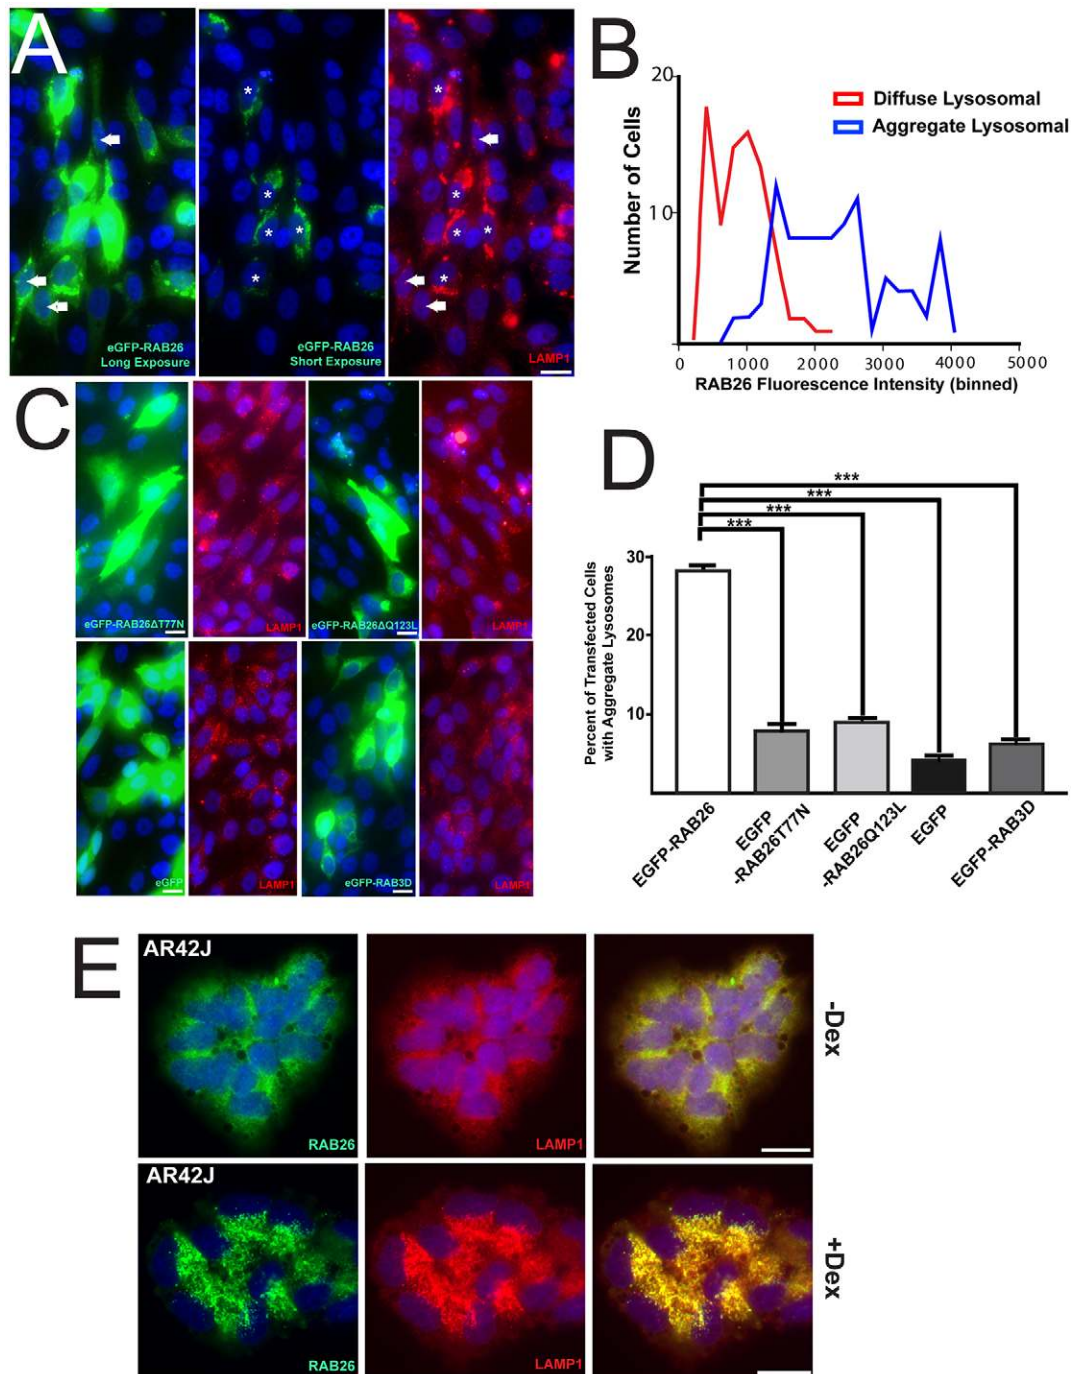 A
eGFP-RAB26
Long Exposure
eGFP-RAB26
Short Exposure
LAMP1
*
*
*
*
*
*
*
*
*
*
B
20
10
Number of Cells
Diffuse Lysosomal
Aggregate Lysosomal
0
1000
2000
3000
4000
5000
RAB26 Fluorescence Intensity (binned)
C
eGFP-RAB26ΔT77N
LAMP1
eGFP-RAB26ΔQ123L
LAMP1
eGFP
LAMP1
eGFP-RAB3D
LAMP1
D
***
***
***
***
30
20
10
Percent of Transfected Cells
with Aggregate Lysosomes
EGFP-RAB26
EGFP
-RAB26T77N
EGFP
-RAB26Q123L
EGFP
EGFP-RAB3D
E
AR42J
RAB26
LAMP1
-Dex
AR42J
RAB26
LAMP1
+Dex